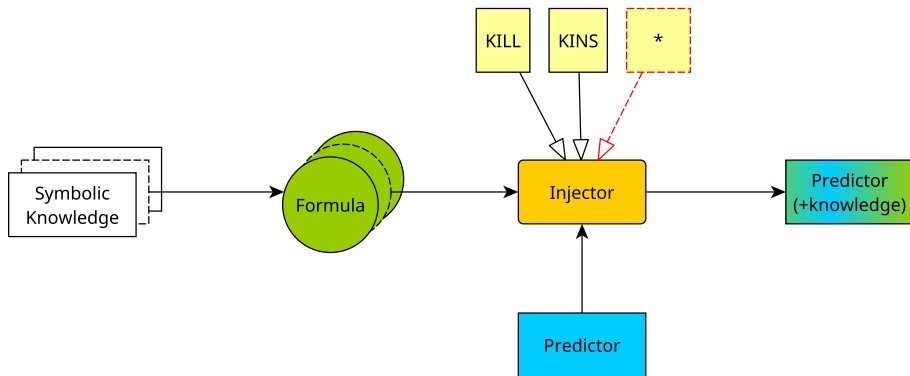 KILL
KINS
*
Symbolic
Knowledge
Formula
Injector
Predictor
(+knowledge)
Predictor